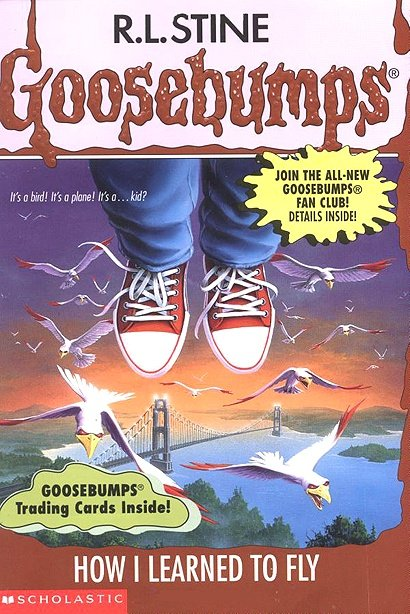 R.L. STINE
Goosebumps®
JOIN THE ALL-NEW
GOOSEBUMPS®
FAN CLUB!
DETAILS INSIDE!
It's a bird! It's a plane! It's a... kid?
GOOSEBUMPS®
Trading Cards Inside!
HOW I LEARNED TO FLY
SCHOLASTIC